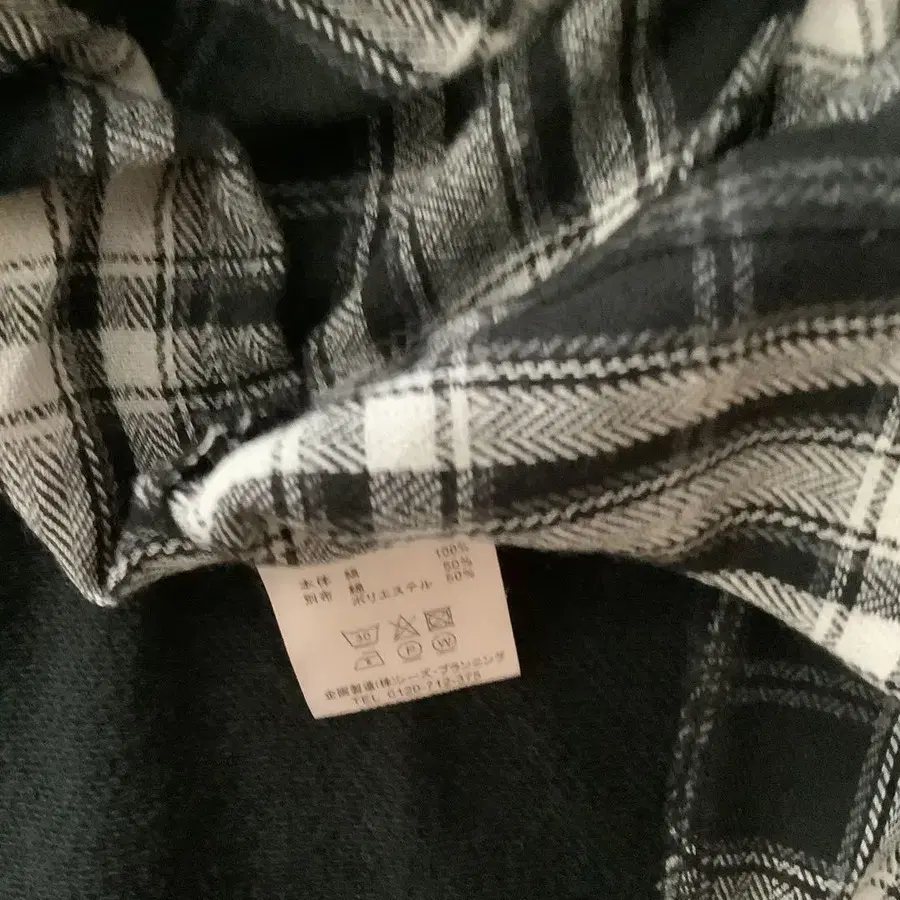 本体 綿 100%
別布 綿 50%
ポリエステル 50%
30
P W
企画製造(株)シーズ・プランニング
TEL 0120-712-375